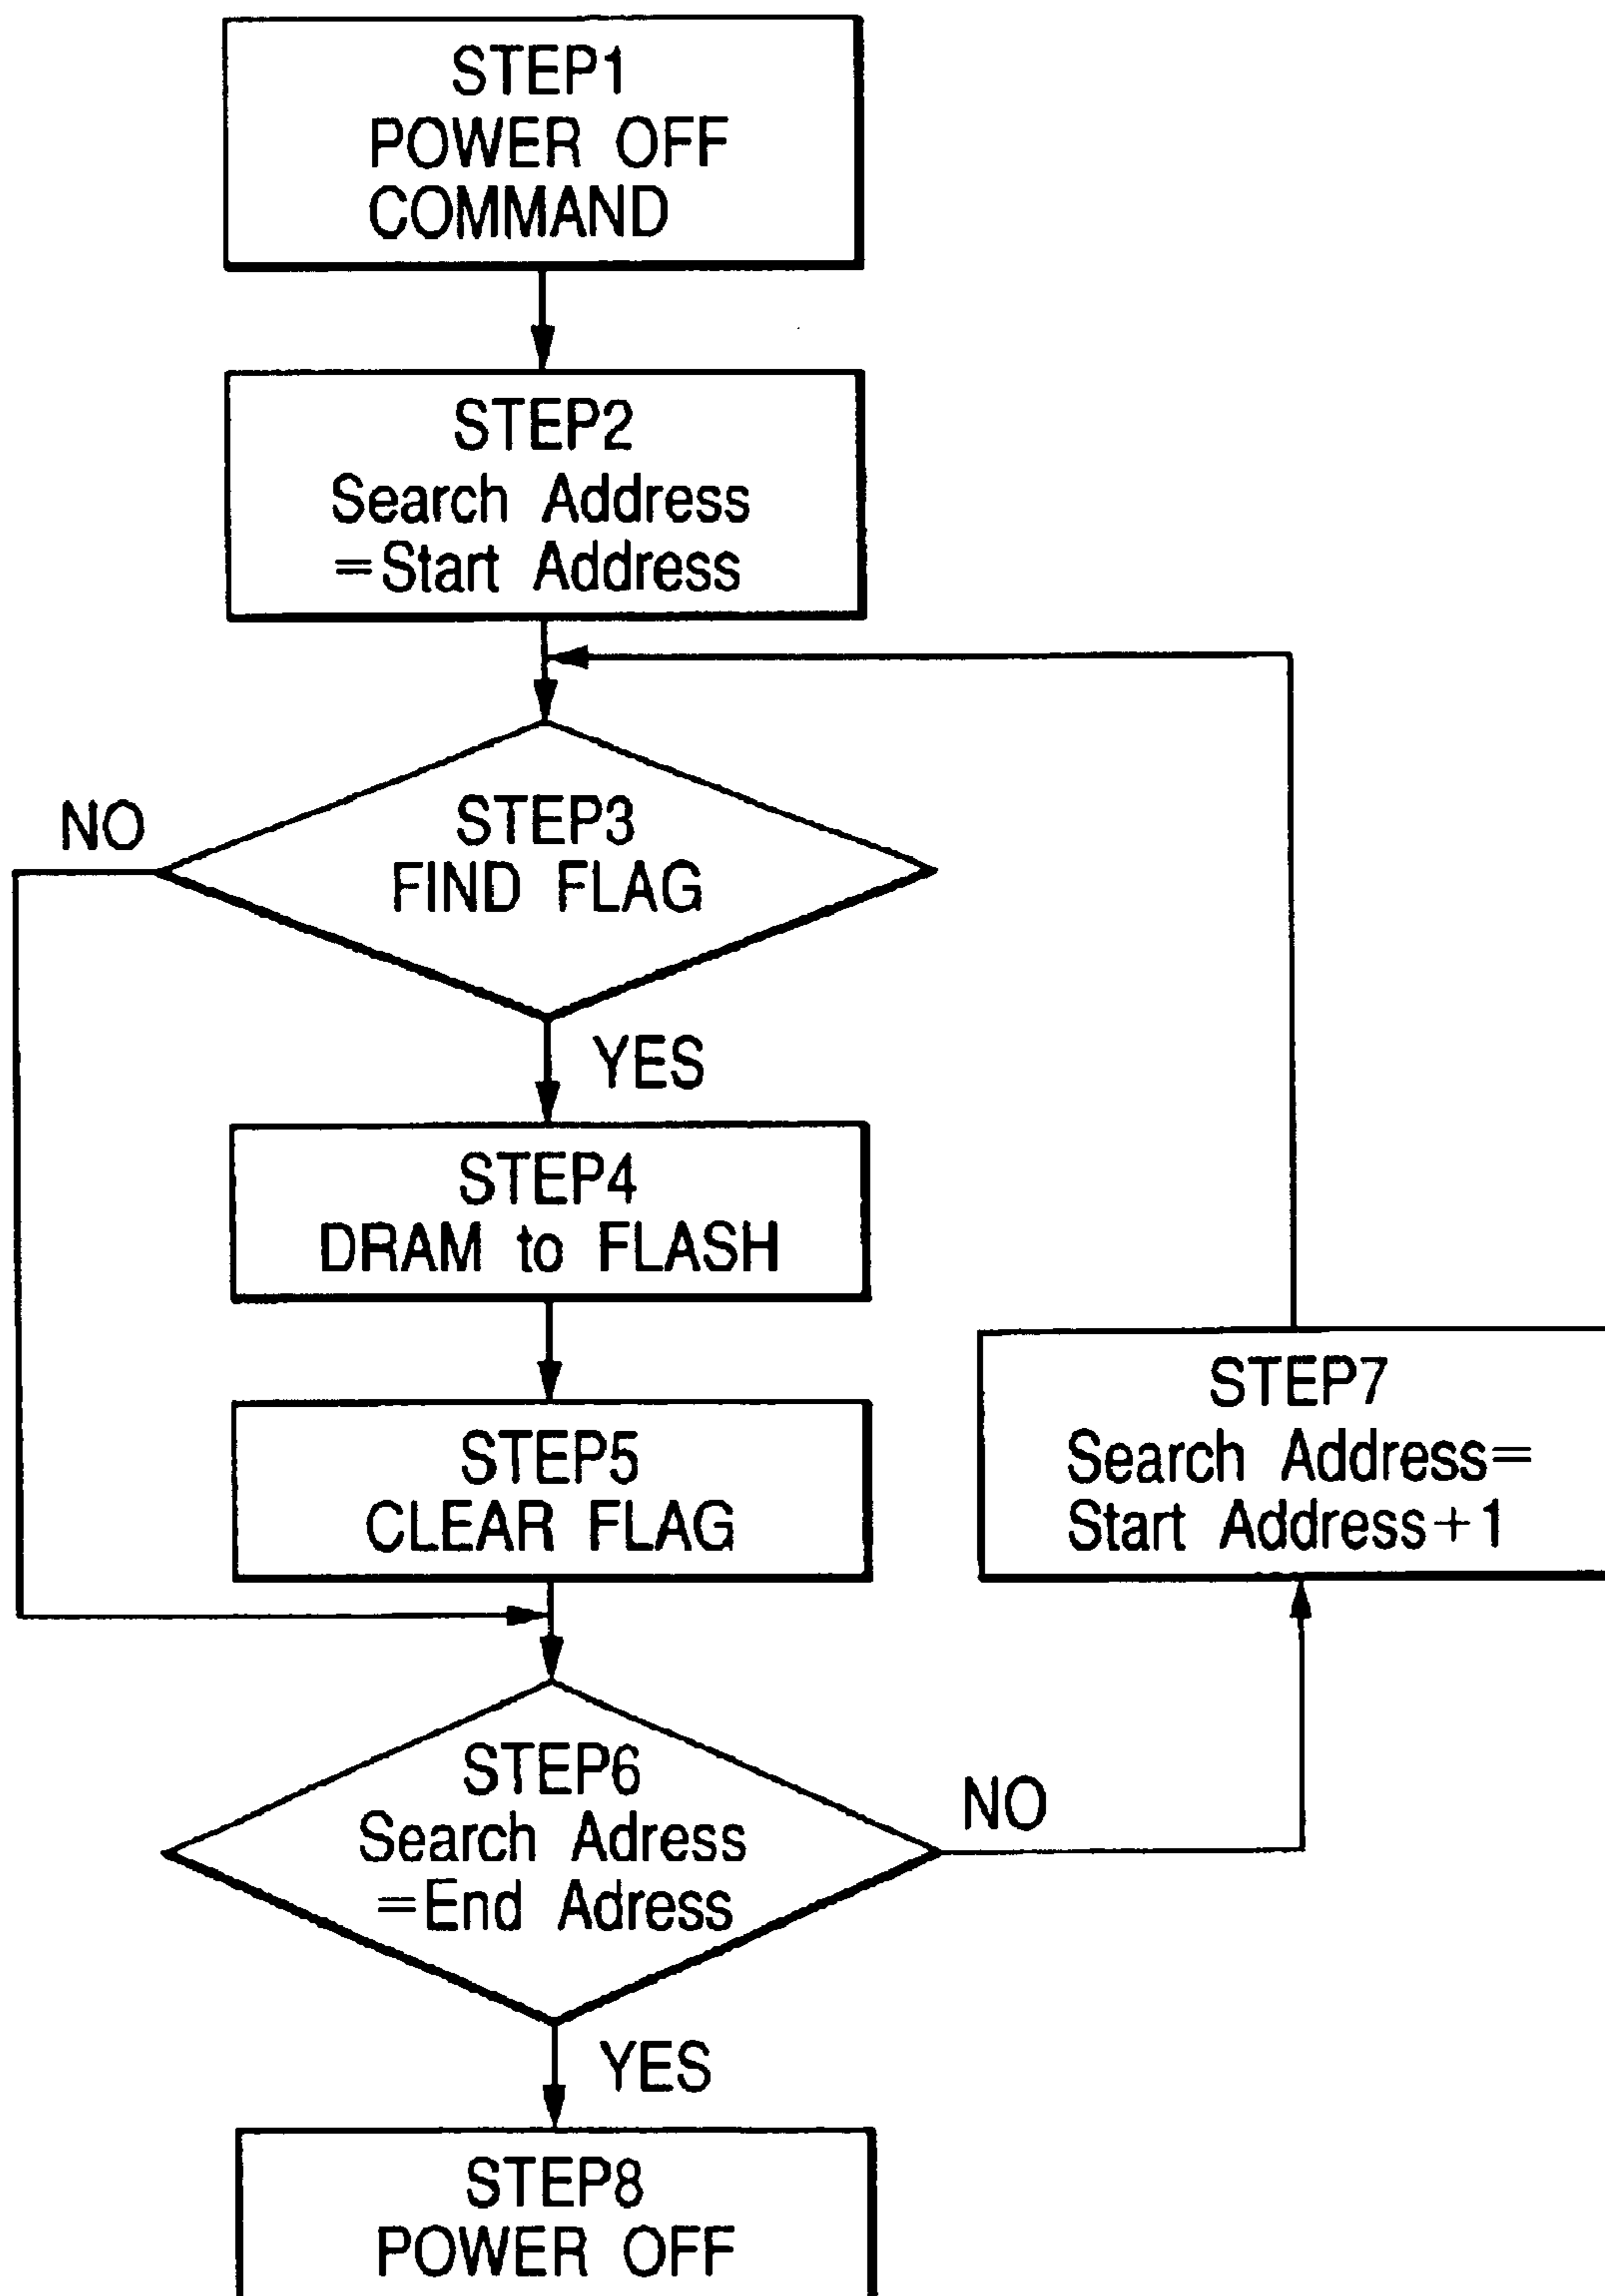 STEP1
POWER OFF
COMMAND
STEP2
Search Address
=Start Address
STEP3
FIND FLAG
NO
YES
STEP4
DRAM to FLASH
STEP5
CLEAR FLAG
STEP7
Search Address=
Start Address+1
STEP6
Search Adress
=End Adress
NO
YES
STEP8
POWER OFF